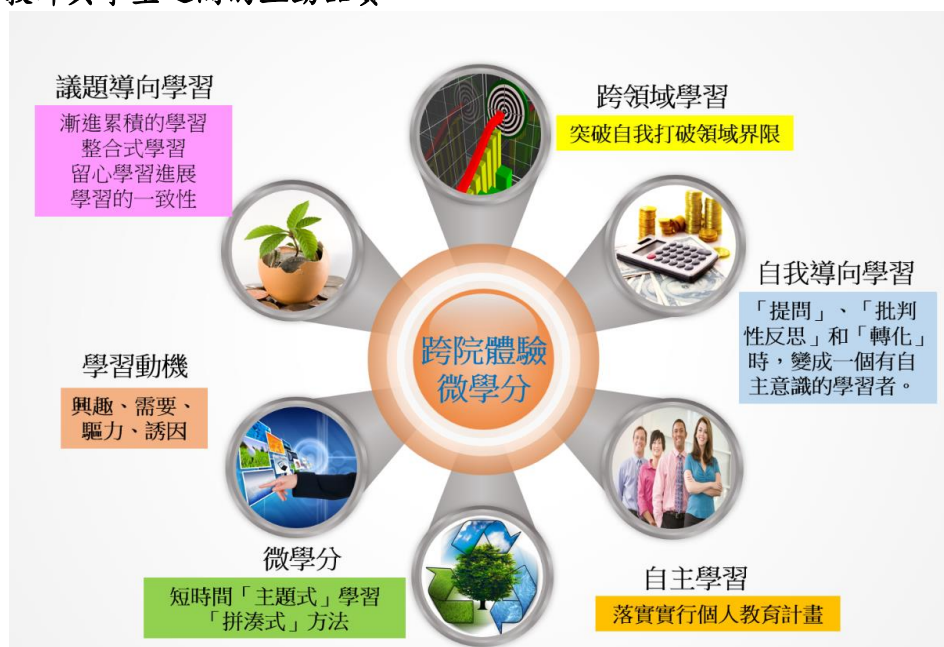 議題導向學習
漸進累積的學習
整合式學習
留心學習進展
學習的一致性
跨領域學習
突破自我打破領域界限
自我導向學習
「提問」、「批判
性反思」和「轉化」
時，變成一個有自
主意識的學習者。
跨院體驗
微學分
學習動機
興趣、需要、
驅力、誘因
微學分
短時間「主題式」學習
「拼湊式」方法
自主學習
落實實行個人教育計畫